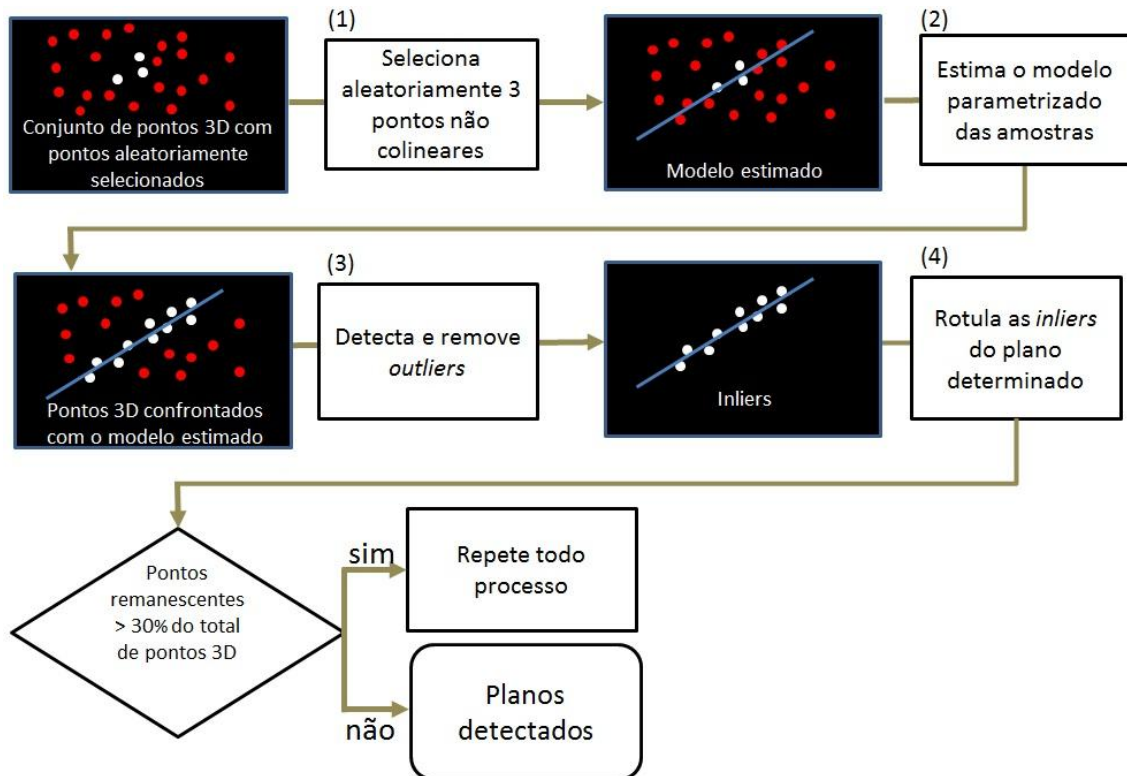 (1)
Conjunto de pontos 3D com
pontos aleatoriamente
selecionados
Seleciona
aleatoriamente 3
pontos não
colineares
Modelo estimado
(2)
Estima o modelo
parametrizado
das amostras
Pontos 3D confrontados
com o modelo estimado
(3)
Detecta e remove
outliers
Inliers
(4)
Rotula as inliers
do plano
determinado
Pontos
remanescentes
> 30% do total
de pontos 3D
sim
Repete todo
processo
não
Planos
detectados